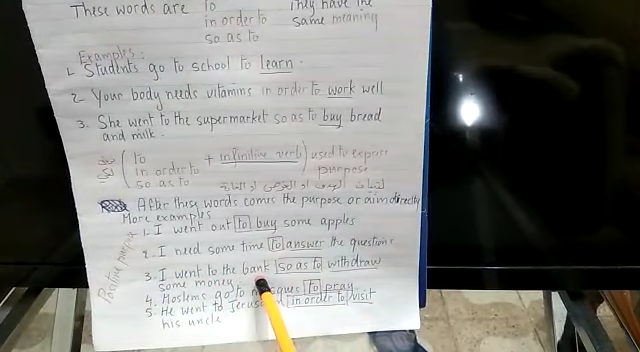 These words are to They have the
in order to same meaning
so as to
Examples:
1. Students go to school to learn.
2. Your body needs vitamins in order to work well
3. She went to the supermarket so as to buy bread
and milk.
( to + infinitive verb) used to express
in order to purpose
so as to
After these words comes the purpose or aim directly
More examples
1. I went out to buy some apples
2. I need some time to answer the questions
3. I went to the bank so as to withdraw
some money
4. Moslems go to mosques to pray
5. He went to Jerusalem in order to visit
his uncle
Positive purpose